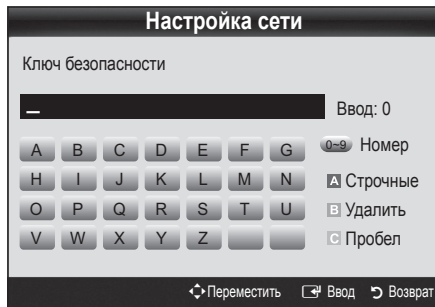 Настройка сети
Ключ безопасности
_
Ввод: 0
A B C D E F G 0~9 Номер
H I J K L M N A Строчные
O P Q R S T U B Удалить
V W X Y Z C Пробел
Переместить Ввод Возврат